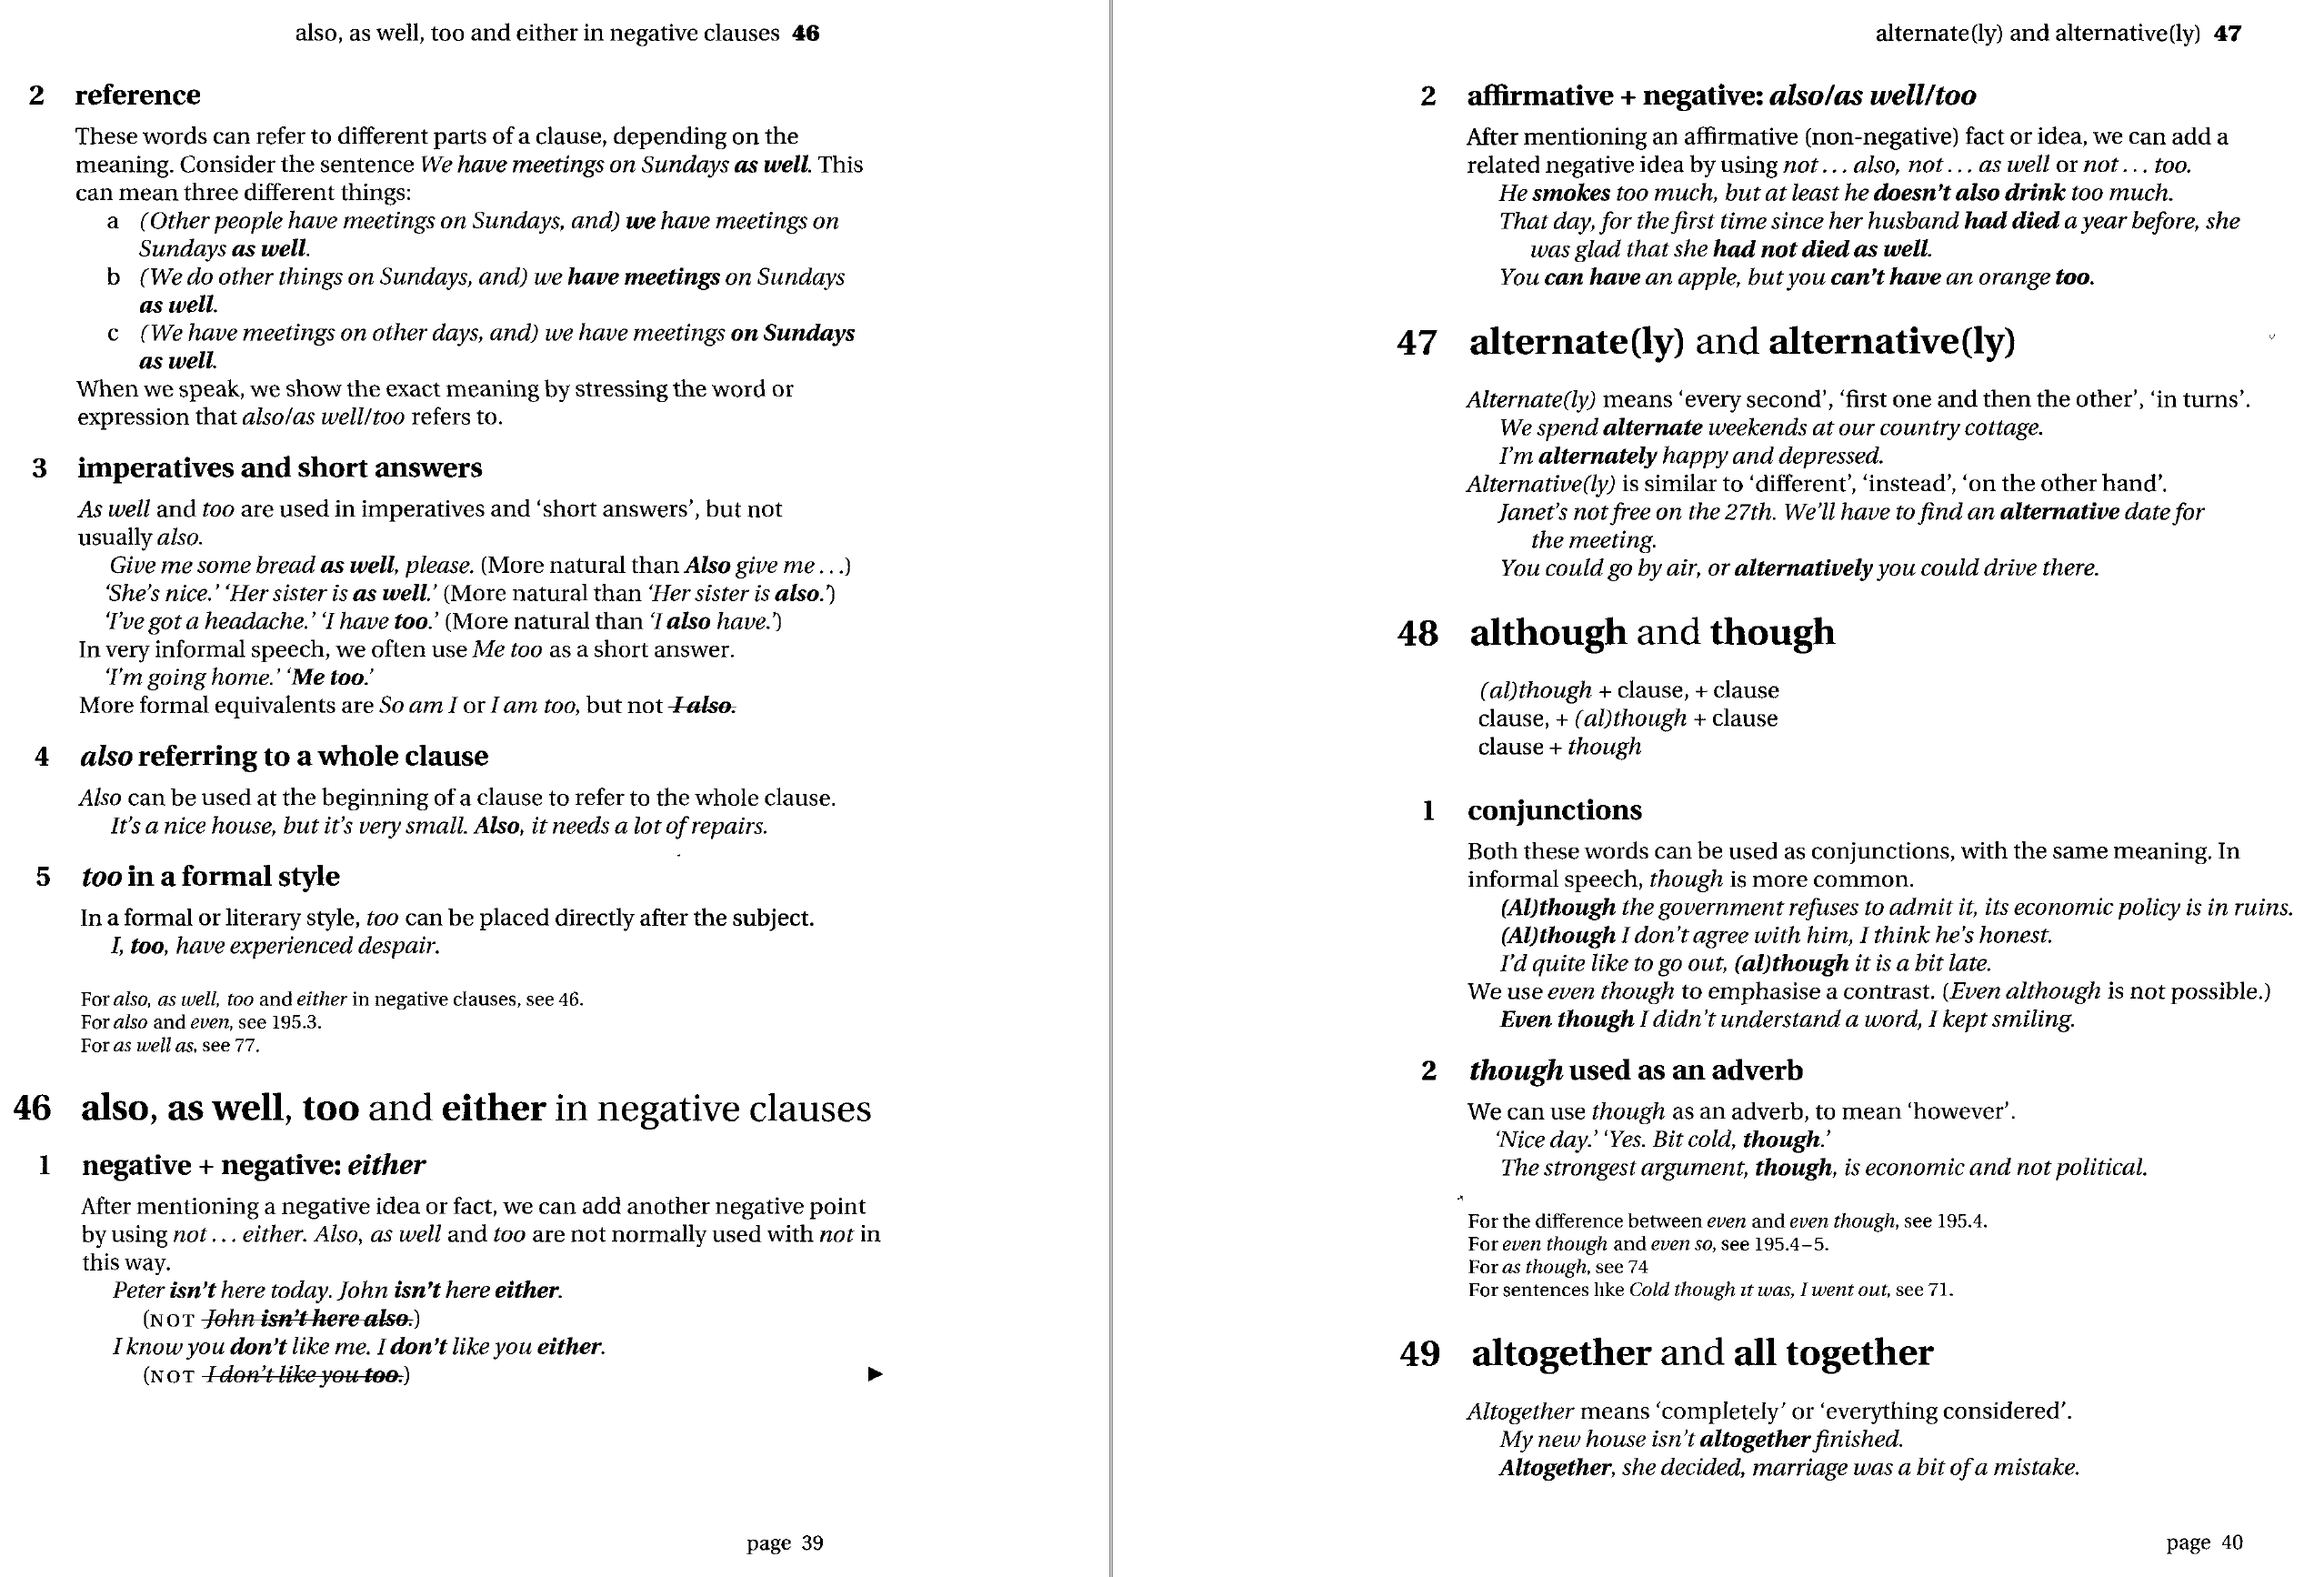 also, as well, too and either in negative clauses 46
2 reference
These words can refer to different parts of a clause, depending on the
meaning. Consider the sentence We have meetings on Sundays as well. This
can mean three different things:
a (Other people have meetings on Sundays, and) we have meetings on
Sundays as well.
b (We do other things on Sundays, and) we have meetings on Sundays
as well.
c (We have meetings on other days, and) we have meetings on Sundays
as well.
When we speak, we show the exact meaning by stressing the word or
expression that also/as well/too refers to.
3 imperatives and short answers
As well and too are used in imperatives and ‘short answers’, but not
usually also.
Give me some bread as well, please. (More natural than Also give me . . .)
‘She's nice.’ ‘Her sister is as well.’ (More natural than ‘Her sister is also.’)
‘I've got a headache.’ ‘I have too.’ (More natural than ‘I also have.’)
In very informal speech, we often use Me too as a short answer.
‘I'm going home.’ ‘Me too.’
More formal equivalents are So am I or I am too, but not I also.
4 also referring to a whole clause
Also can be used at the beginning of a clause to refer to the whole clause.
It's a nice house, but it's very small. Also, it needs a lot of repairs.
5 too in a formal style
In a formal or literary style, too can be placed directly after the subject.
I, too, have experienced despair.
For also, as well, too and either in negative clauses, see 46.
For also and even, see 195.3.
For as well as, see 77.
46 also, as well, too and either in negative clauses
1 negative + negative: either
After mentioning a negative idea or fact, we can add another negative point
by using not . . . either. Also, as well and too are not normally used with not in
this way.
Peter isn't here today. John isn't here either.
(NOT John isn't here also.)
I know you don't like me. I don't like you either.
(NOT I don't like you too.) ►
page 39
alternate(ly) and alternative(ly) 47
2 affirmative + negative: also/as well/too
After mentioning an affirmative (non-negative) fact or idea, we can add a
related negative idea by using not . . . also, not . . . as well or not . . . too.
He smokes too much, but at least he doesn't also drink too much.
That day, for the first time since her husband had died a year before, she
was glad that she had not died as well.
You can have an apple, but you can't have an orange too.
47 alternate(ly) and alternative(ly)
Alternate(ly) means ‘every second’, ‘first one and then the other’, ‘in turns’.
We spend alternate weekends at our country cottage.
I'm alternately happy and depressed.
Alternative(ly) is similar to ‘different’, ‘instead’, ‘on the other hand’.
Janet's not free on the 27th. We'll have to find an alternative date for
the meeting.
You could go by air, or alternatively you could drive there.
48 although and though
(al)though + clause, + clause
clause, + (al)though + clause
clause + though
1 conjunctions
Both these words can be used as conjunctions, with the same meaning. In
informal speech, though is more common.
(Al)though the government refuses to admit it, its economic policy is in ruins.
(Al)though I don't agree with him, I think he's honest.
I'd quite like to go out, (al)though it is a bit late.
We use even though to emphasise a contrast. (Even although is not possible.)
Even though I didn't understand a word, I kept smiling.
2 though used as an adverb
We can use though as an adverb, to mean ‘however’.
‘Nice day.’ ‘Yes. Bit cold, though.’
The strongest argument, though, is economic and not political.
For the difference between even and even though, see 195.4.
For even though and even so, see 195.4–5.
For as though, see 74
For sentences like Cold though it was, I went out, see 71.
49 altogether and all together
Altogether means ‘completely’ or ‘everything considered’.
My new house isn't altogether finished.
Altogether, she decided, marriage was a bit of a mistake.
page 40